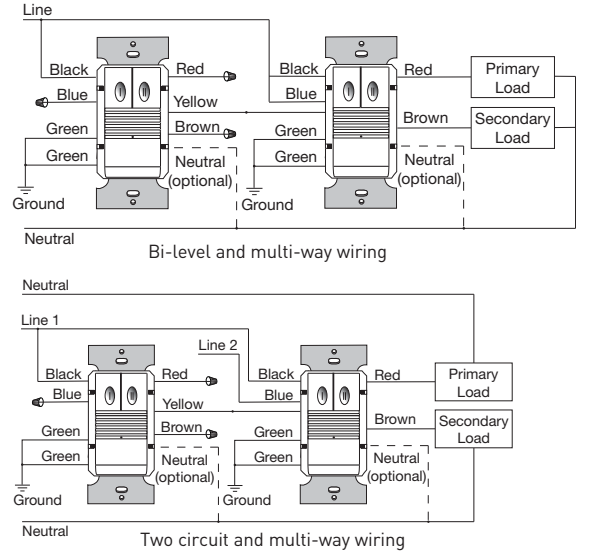 Line
Black
Red
Black
Red
Primary
Load
Blue
Yellow
Blue
Green
Brown
Green
Brown
Secondary
Load
Green
Neutral
(optional)
Green
Neutral
(optional)
Ground
Ground
Neutral
Bi-level and multi-way wiring
Neutral
Line 1
Line 2
Black
Red
Black
Red
Primary
Load
Blue
Yellow
Blue
Green
Brown
Green
Brown
Secondary
Load
Green
Neutral
(optional)
Green
Neutral
(optional)
Ground
Ground
Neutral
Two circuit and multi-way wiring